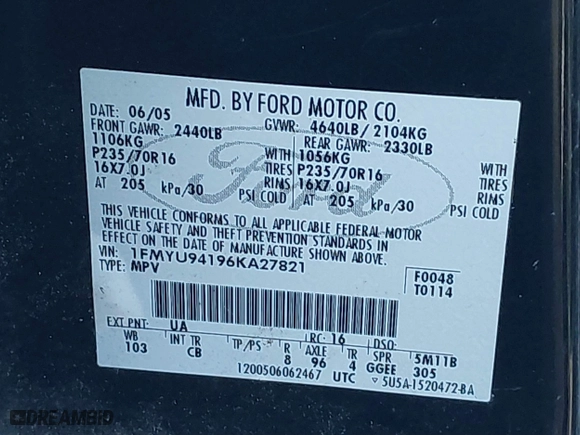 MFD. BY FORD MOTOR CO.
DATE: 06/05 GVWR: 4640LB/ 2104KG
FRONT GAWR: 2440LB REAR GAWR: 2330LB
1106KG WITH 1056KG WITH
P235/70R16 TIRES P235/70R16 TIRES
16X7.0J RIMS 16X7.0J RIMS
AT 205 kPa/30 PSI COLD AT 205 kPa/30 PSI COLD
Ford
THIS VEHICLE CONFORMS TO ALL APPLICABLE FEDERAL MOTOR
VEHICLE SAFETY AND THEFT PREVENTION STANDARDS IN
EFFECT ON THE DATE OF MANUFACTURE SHOWN ABOVE.
VIN: 1FMYU94196KA27821 F0048
TYPE: MPV T0114
EXT PNT: UA RC: 16 DSO:
WB INT TR TP/PS R AXLE TR SPR 5M11B
103 CB 8 96 4 GGEE 305
1200506062467 UTC 5U5A-1520472-BA
DREAMBID